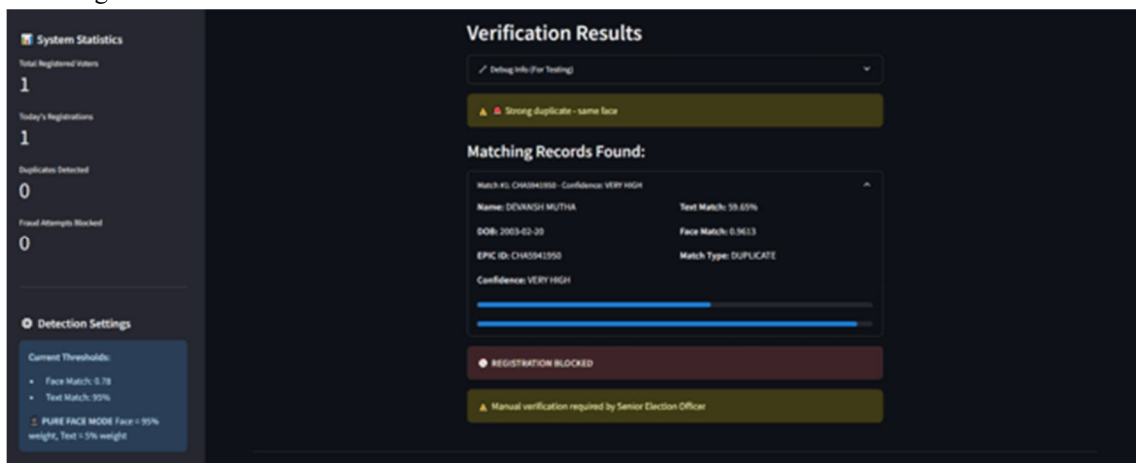 System Statistics
Total Registered Voters
1
Today's Registrations
1
Duplicates Detected
0
Fraud Attempts Blocked
0
Detection Settings
Current Thresholds:
• Face Match: 0.78
• Text Match: 95%
PURE FACE MODE Face = 95%
weight, Text = 5% weight
Verification Results
Debug Info (For Testing)
Strong duplicate - same face
Matching Records Found:
Match #1: CHA5941950 - Confidence: VERY HIGH
Name: DEVANSH MUTHA
Text Match: 59.65%
DOB: 2003-02-20
Face Match: 0.9613
EPIC ID: CHA5941950
Match Type: DUPLICATE
Confidence: VERY HIGH
REGISTRATION BLOCKED
Manual verification required by Senior Election Officer